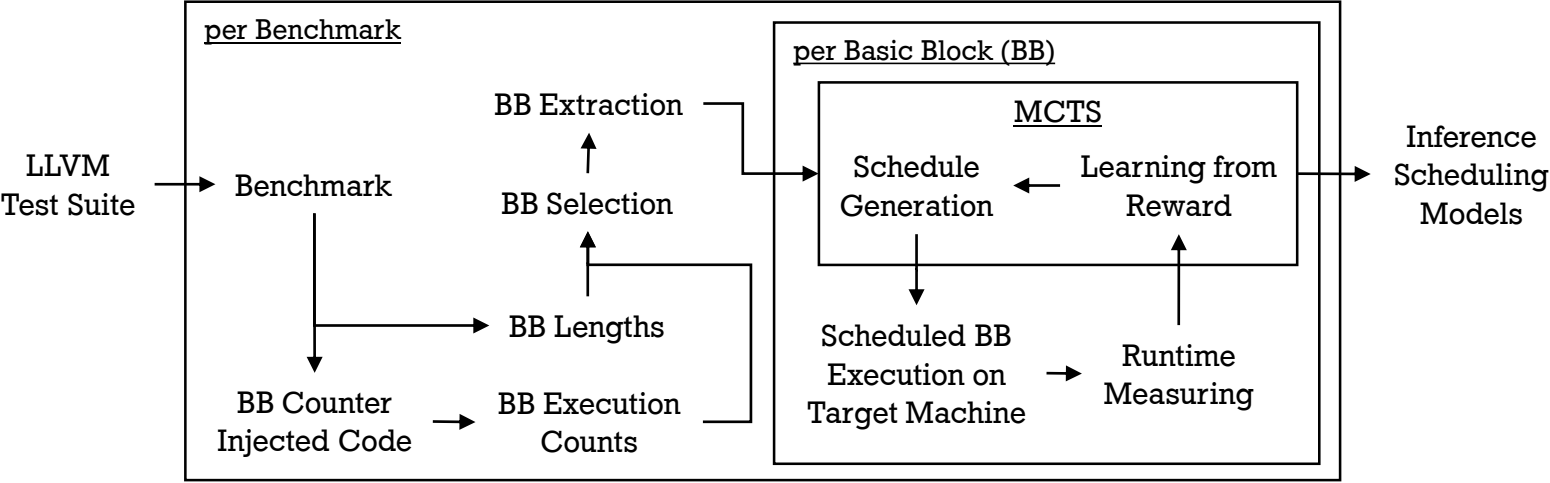 LLVM
Test Suite
per Benchmark
Benchmark
BB Counter
Injected Code
BB Execution
Counts
BB Lengths
BB Selection
BB Extraction
per Basic Block (BB)
MCTS
Schedule
Generation
Learning from
Reward
Scheduled BB
Execution on
Target Machine
Runtime
Measuring
Inference
Scheduling
Models